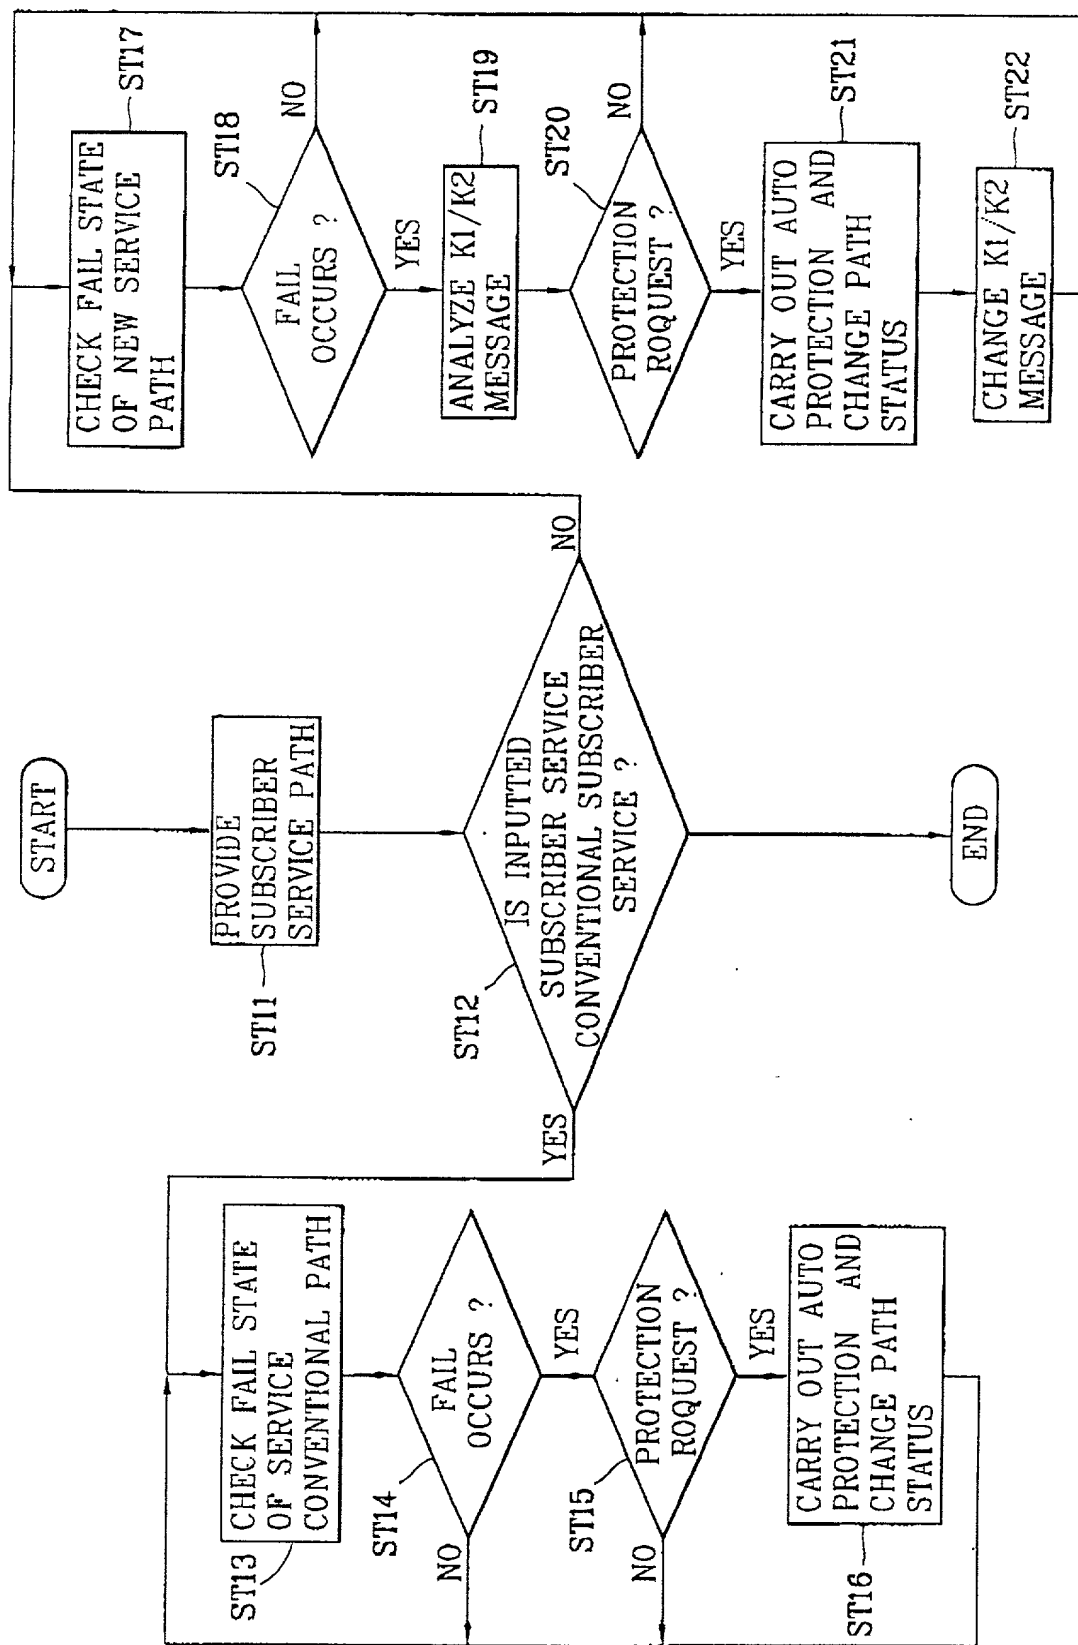 START
PROVIDE
SUBSCRIBER
SERVICE PATH
ST11
IS INPUTTED
SUBSCRIBER SERVICE
CONVENTIONAL SUBSCRIBER
SERVICE ?
ST12
YES
NO
END
CHECK FAIL STATE
OF SERVICE
CONVENTIONAL PATH
ST13
FAIL
OCCURS ?
ST14
NO
YES
PROTECTION
ROQUEST ?
ST15
NO
YES
CARRY OUT AUTO
PROTECTION AND
CHANGE PATH
STATUS
ST16
CHECK FAIL STATE
OF NEW SERVICE
PATH
ST17
FAIL
OCCURS ?
ST18
NO
YES
ANALYZE K1/K2
MESSAGE
ST19
PROTECTION
ROQUEST ?
ST20
NO
YES
CARRY OUT AUTO
PROTECTION AND
CHANGE PATH
STATUS
ST21
CHANGE K1/K2
MESSAGE
ST22